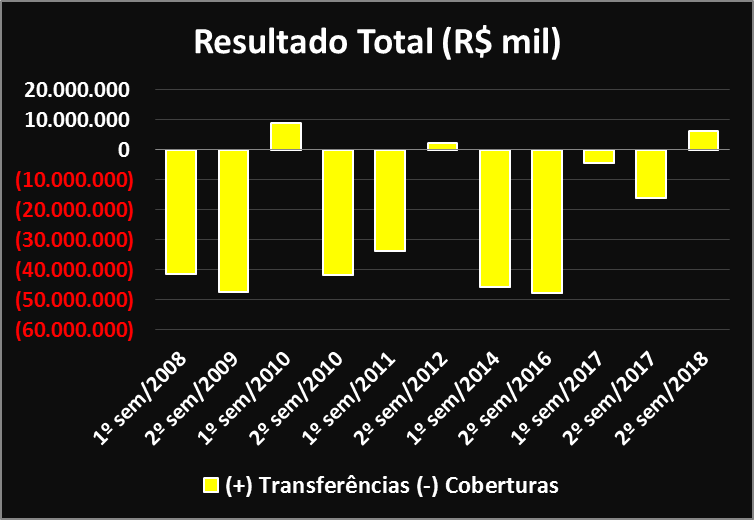 Resultado Total (R$ mil)
20.000.000
10.000.000
0
(10.000.000)
(20.000.000)
(30.000.000)
(40.000.000)
(50.000.000)
(60.000.000)
1º sem/2008
2º sem/2009
1º sem/2010
2º sem/2010
1º sem/2011
2º sem/2012
1º sem/2014
2º sem/2016
1º sem/2017
2º sem/2017
2º sem/2018
(+) Transferências (-) Coberturas